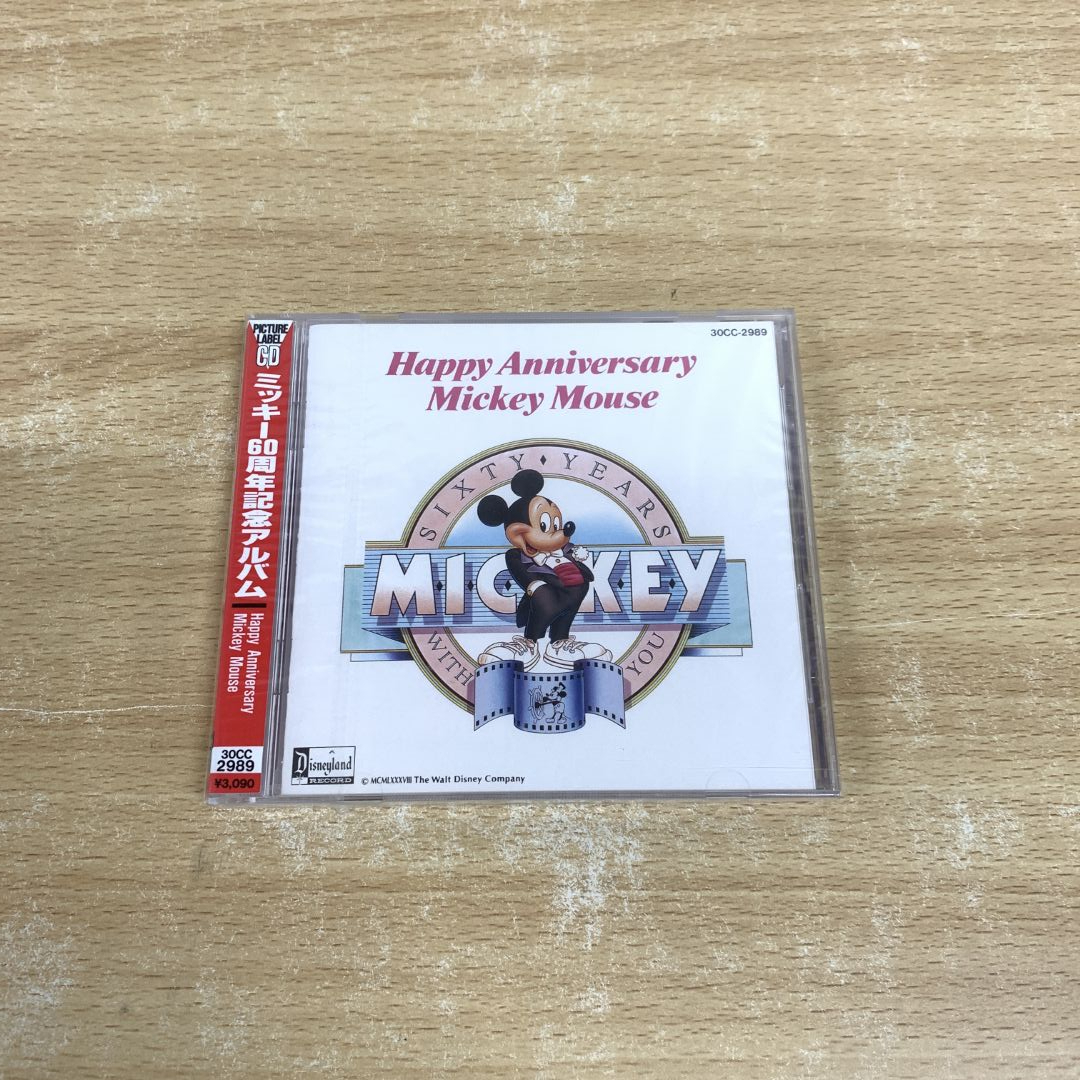 PICTURE
LABEL
CD
ミッキー60周年記念アルバム
Happy Anniversary
Mickey Mouse
30CC
2989
¥3,090
30CC-2989
Happy Anniversary
Mickey Mouse
SIXTY • YEARS
M•I•C•KEY
WITH YOU
Disneyland
RECORD
© MCMLXXXVIII The Walt Disney Company